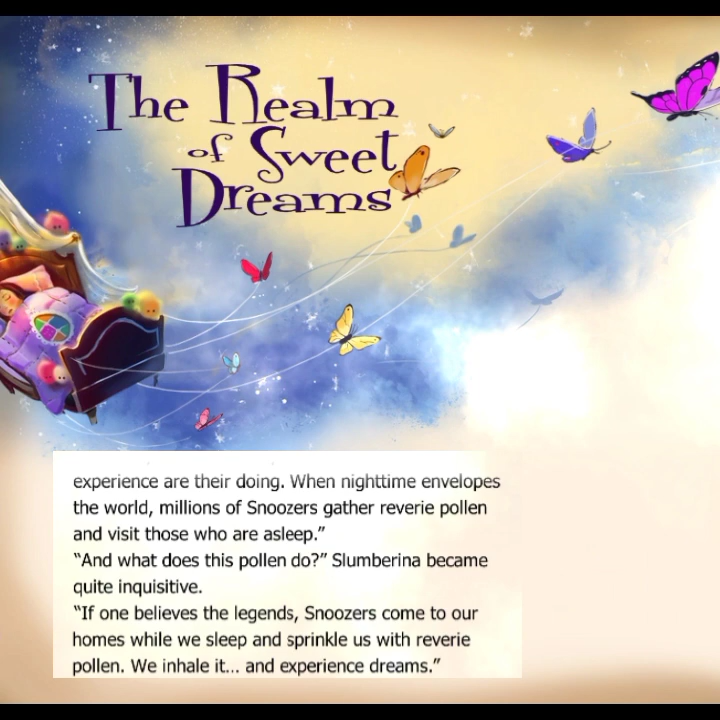 The Realm
of Sweet
Dreams
experience are their doing. When nighttime envelopes
the world, millions of Snoozers gather reverie pollen
and visit those who are asleep.”
“And what does this pollen do?” Slumberina became
quite inquisitive.
“If one believes the legends, Snoozers come to our
homes while we sleep and sprinkle us with reverie
pollen. We inhale it... and experience dreams.”